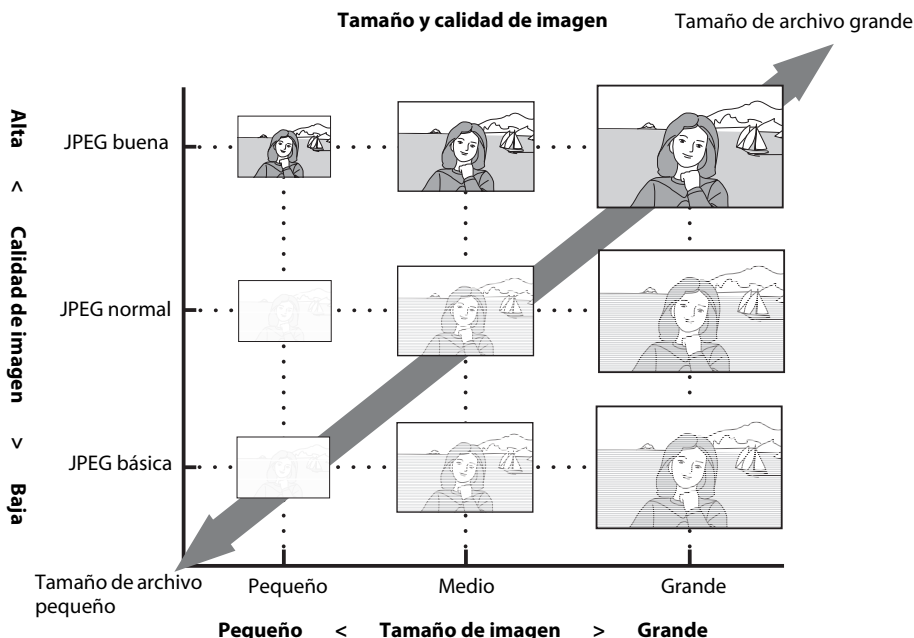 Tamaño y calidad de imagen
Tamaño de archivo grande
Alta < Calidad de imagen > Baja
JPEG buena
JPEG normal
JPEG básica
Tamaño de archivo
pequeño
Pequeño Medio Grande
Pequeño < Tamaño de imagen > Grande